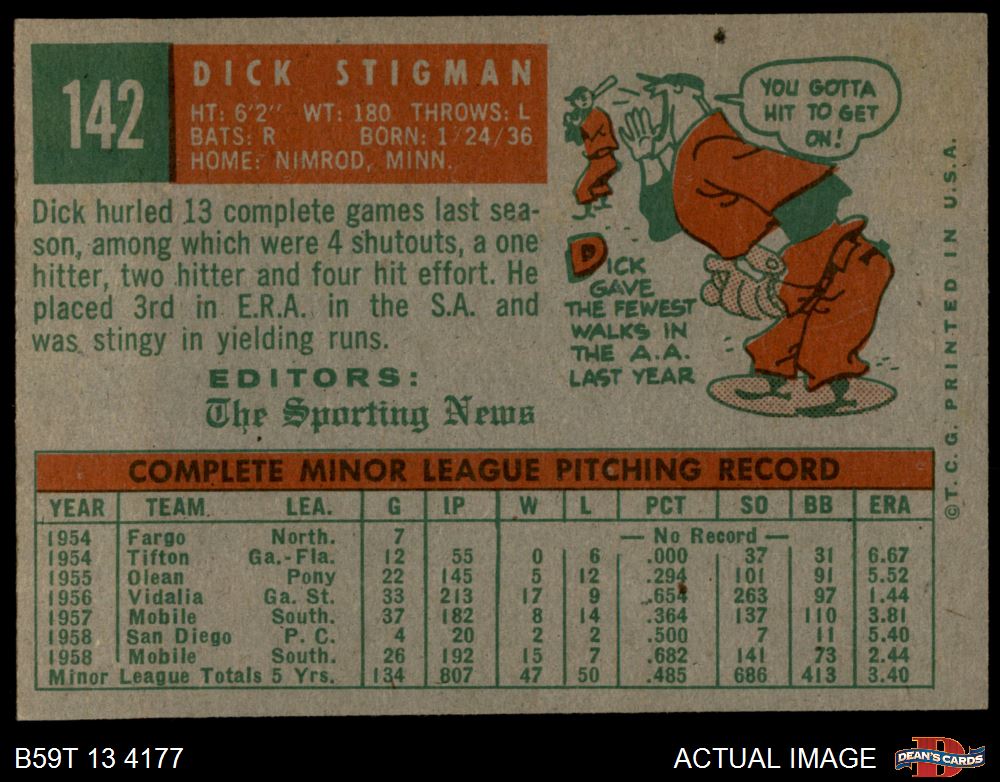 142
DICK STIGMAN
HT: 6'2" WT: 180 THROWS: L
BATS: R BORN: 1/24/36
HOME: NIMROD, MINN.
Dick hurled 13 complete games last sea-
son, among which were 4 shutouts, a one
hitter, two hitter and four hit effort. He
placed 3rd in E.R.A. in the S.A. and
was stingy in yielding runs.
EDITORS:
The Sporting News
YOU GOTTA
HIT TO GET
ON!
DICK
GAVE
THE FEWEST
WALKS IN
THE A.A.
LAST YEAR
© T. C. G. PRINTED IN U.S.A.
COMPLETE MINOR LEAGUE PITCHING RECORD
YEAR TEAM LEA. G IP W L PCT SO BB ERA
1954 Fargo North. 7 — No Record —
1954 Tifton Ga.-Fla. 12 55 0 6 .000 37 31 6.67
1955 Olean Pony 22 145 5 12 .294 101 91 5.52
1956 Vidalia Ga. St. 33 213 17 9 .654 263 97 1.44
1957 Mobile South. 37 182 8 14 .364 137 110 3.81
1958 San Diego P. C. 4 20 2 2 .500 7 11 5.40
1958 Mobile South. 26 192 15 7 .682 141 73 2.44
Minor League Totals 5 Yrs. 134 807 47 50 .485 686 413 3.40
B59T 13 4177
ACTUAL IMAGE
D
DEAN'S CARDS